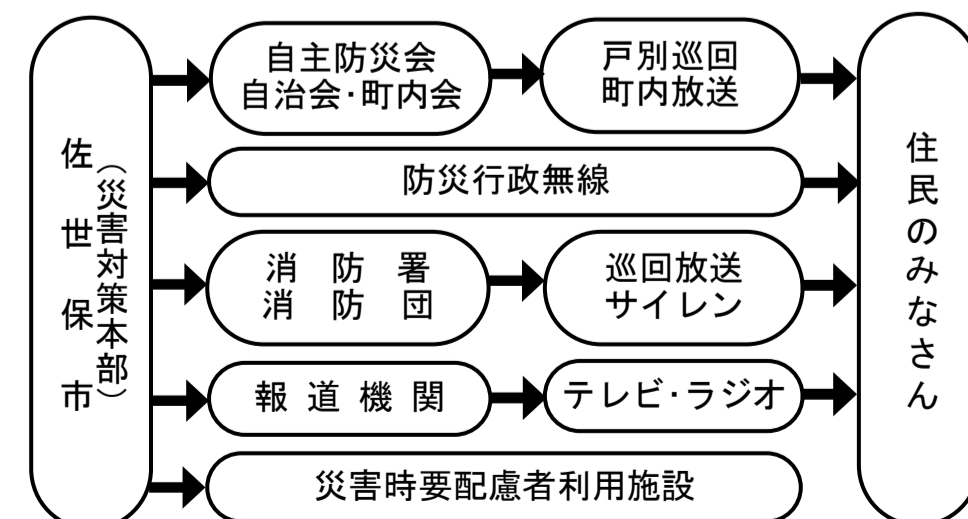 佐世保市
（災害対策本部）
自主防災会
自治会・町内会
戸別巡回
町内放送
防災行政無線
消防署
消防団
巡回放送
サイレン
報道機関
テレビ・ラジオ
災害時要配慮者利用施設
住民のみなさん